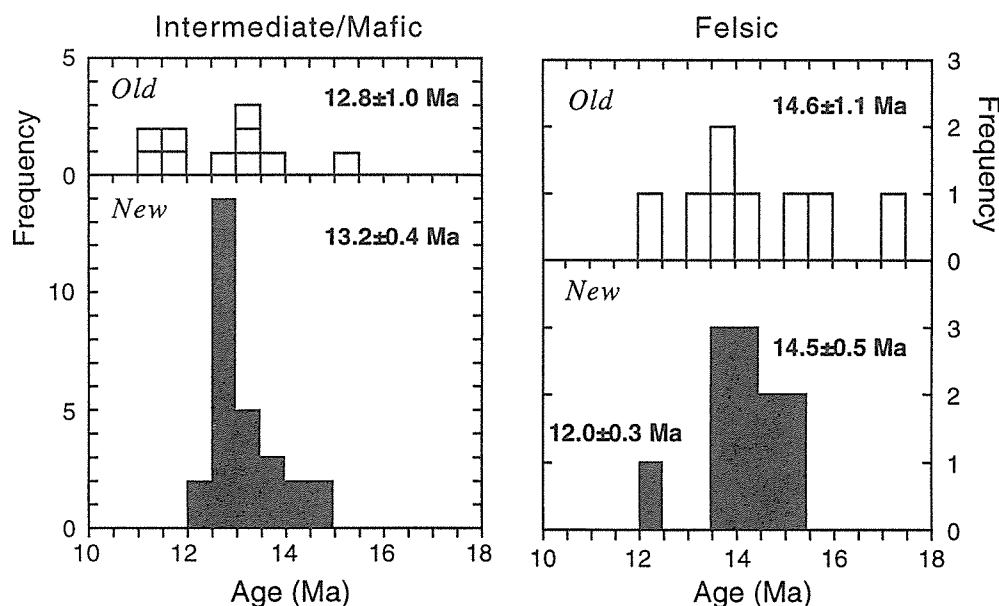 Intermediate/Mafic
5
Old
12.8±1.0 Ma
0
New
13.2±0.4 Ma
10
5
0
Frequency
10 12 14 16 18
Age (Ma)
Felsic
3
Old
14.6±1.1 Ma
2
1
0
New
3
14.5±0.5 Ma
2
12.0±0.3 Ma
1
0
Frequency
10 12 14 16 18
Age (Ma)